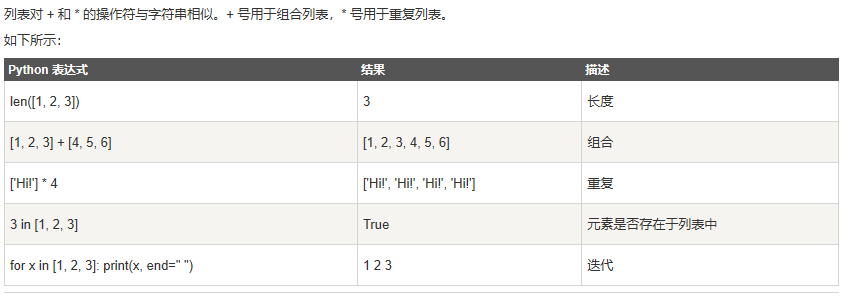 列表对 + 和 * 的操作符与字符串相似。+ 号用于组合列表，* 号用于重复列表。
如下所示：
Python 表达式 结果 描述
len([1, 2, 3]) 3 长度
[1, 2, 3] + [4, 5, 6] [1, 2, 3, 4, 5, 6] 组合
['Hi!'] * 4 ['Hi!', 'Hi!', 'Hi!', 'Hi!'] 重复
3 in [1, 2, 3] True 元素是否存在于列表中
for x in [1, 2, 3]: print(x, end=" ") 1 2 3 迭代